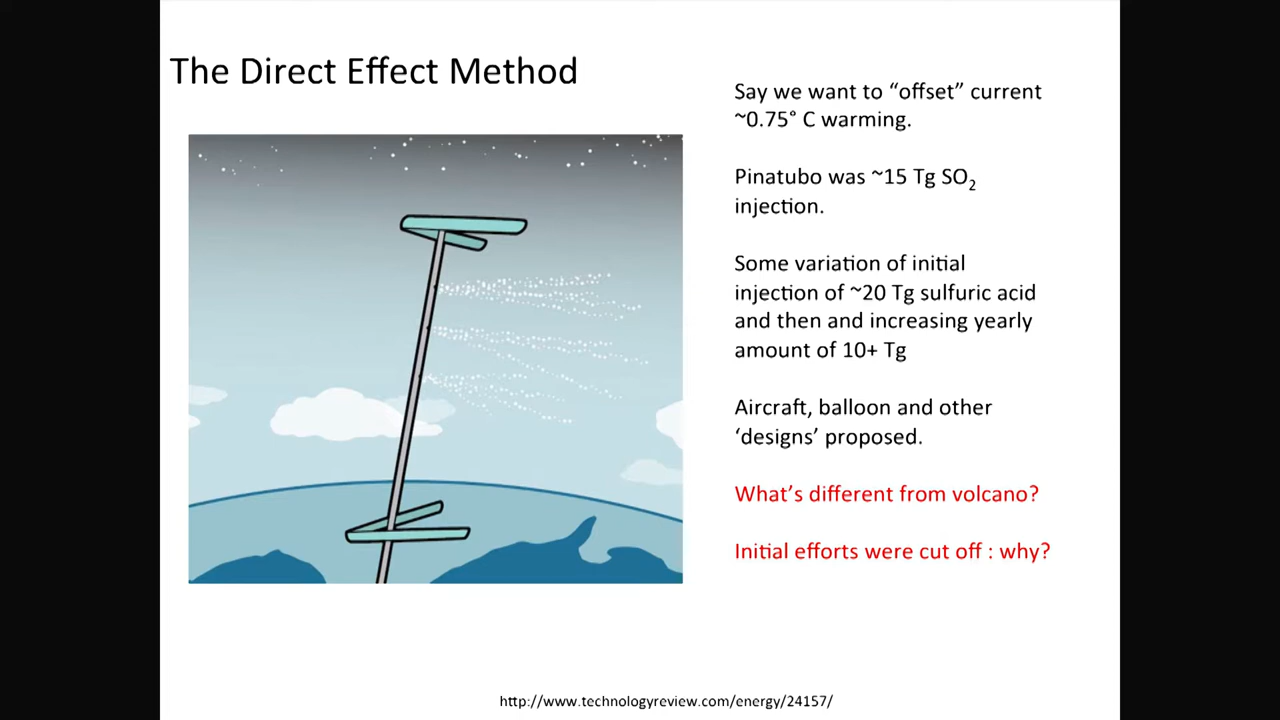 The Direct Effect Method
Say we want to “offset” current
~0.75° C warming.
Pinatubo was ~15 Tg SO2
injection.
Some variation of initial
injection of ~20 Tg sulfuric acid
and then and increasing yearly
amount of 10+ Tg
Aircraft, balloon and other
‘designs’ proposed.
What’s different from volcano?
Initial efforts were cut off : why?
http://www.technologyreview.com/energy/24157/